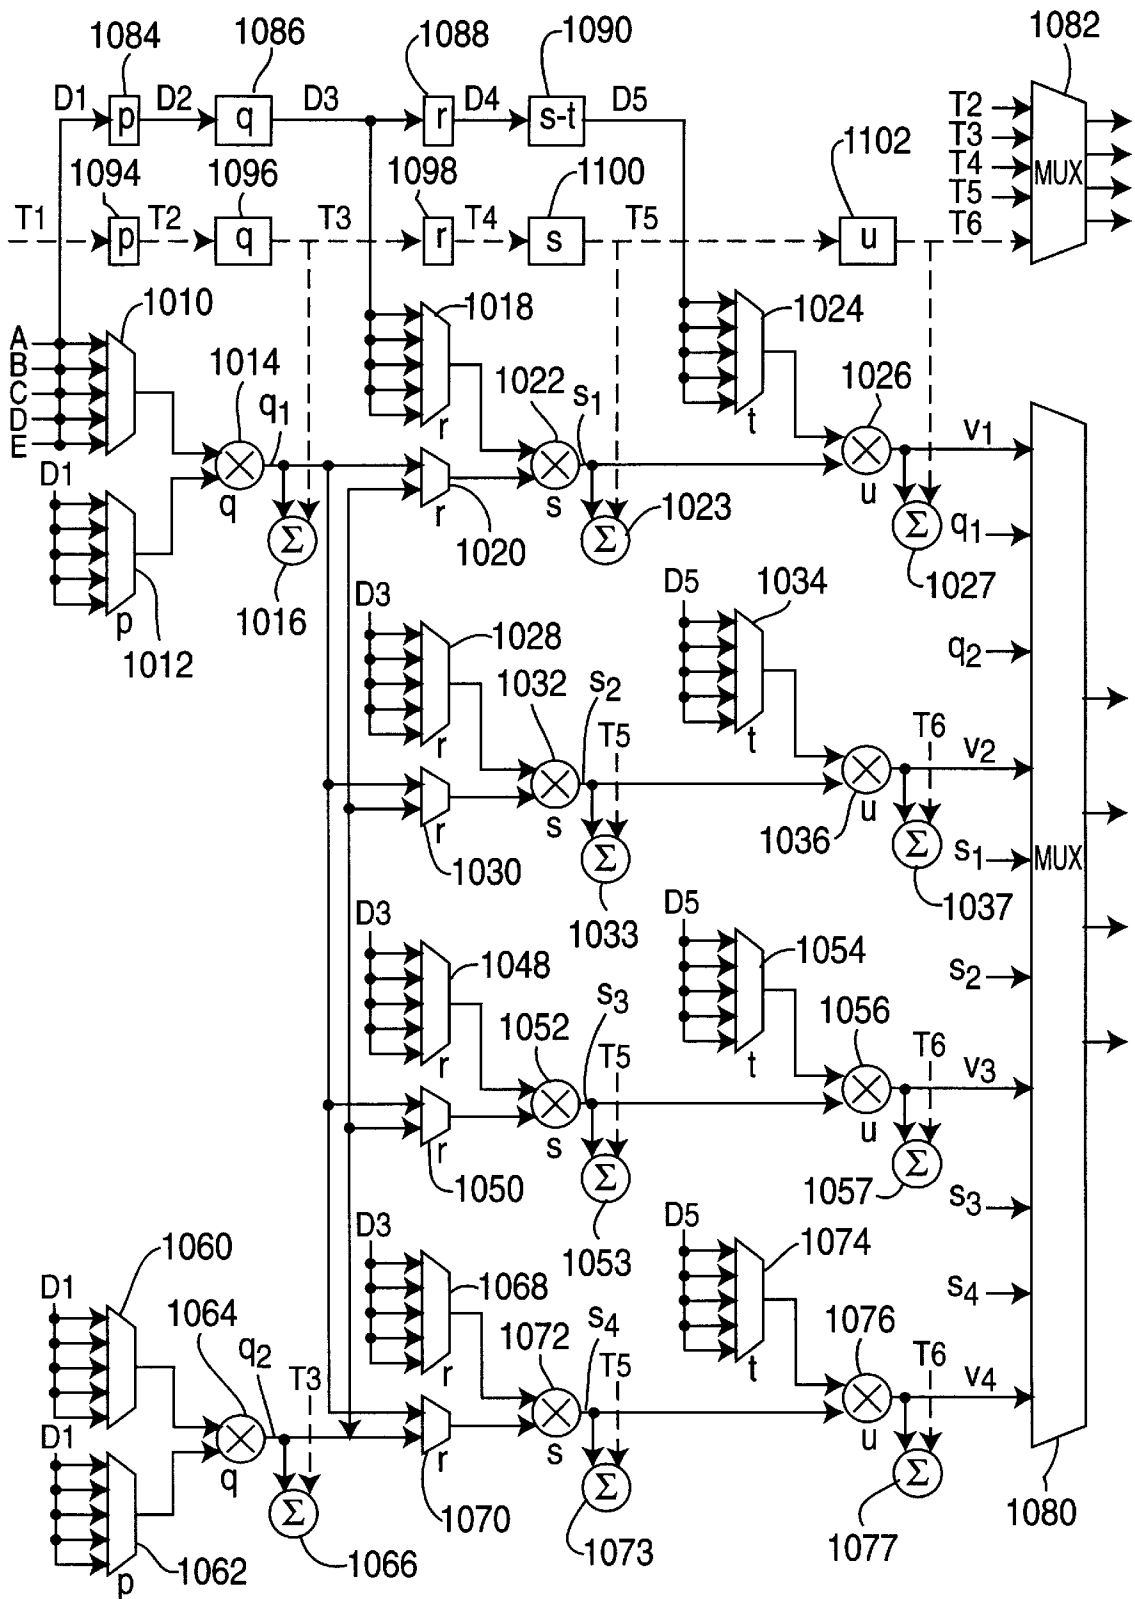 1084 1086 1088 1090 1082
D1 p D2 q D3 r D4 s-t D5
T2
T3
T4
T5
T6
MUX
1094 1096 1098 1100 1102
T1 p T2 q T3 r T4 s T5 u
1010 1018 1024
A
B
C
D
E
1014 1022 1026
q1 s1 v1
r t
D1 q s u
r
Σ 1023
Σ Σ
1020
q1
1027
1016
p
1012
D3 D5 1034
1028
q2
1032 s2
T5 T6
r t v2
s u
r
1036
1030 Σ Σ
s1 MUX
1033 1037
D3 D5
1048 1054
s2
1052 s3 1056
T5 T6
r t v3
s u
r
1050 Σ 1057 Σ
s3
1053
D3 D5 1074
1060
1068
D1 s4
1064 1072 s4 1076
q2 T3 T5 T6
r t v4
D1 q s u
r
Σ Σ
1070 1080
Σ
1066 1073 1077
p 1062